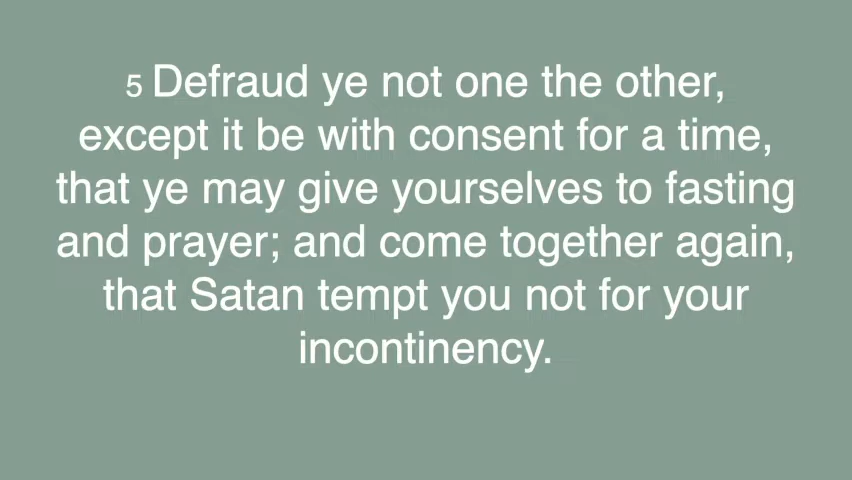 5 Defraud ye not one the other,
except it be with consent for a time,
that ye may give yourselves to fasting
and prayer; and come together again,
that Satan tempt you not for your
incontinency.